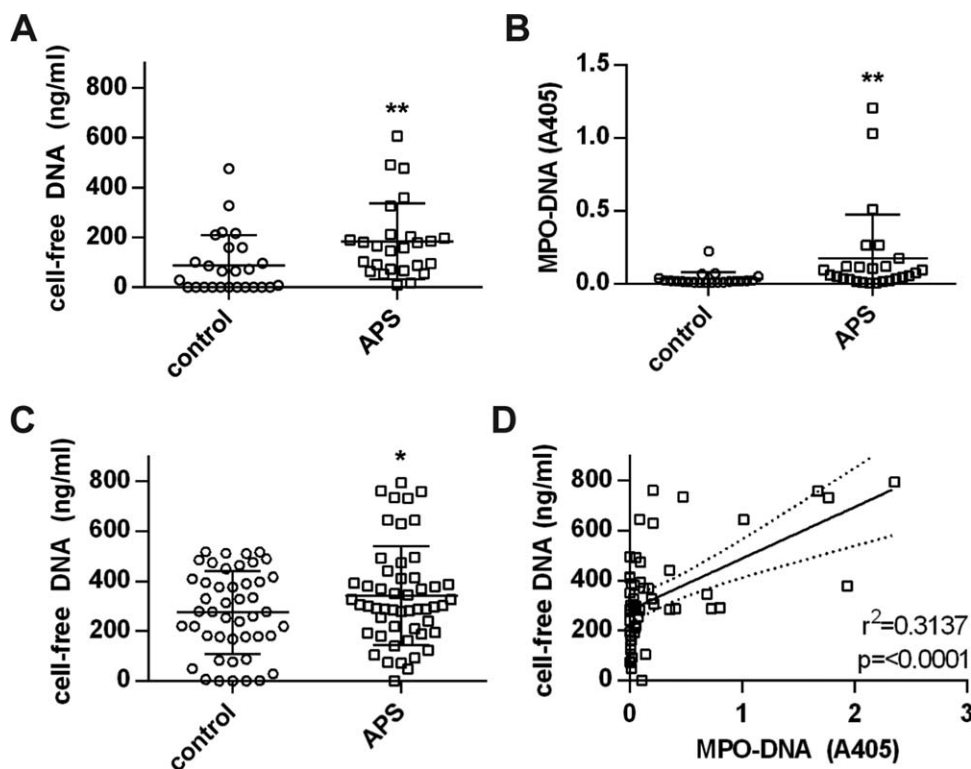 A
cell-free DNA (ng/ml)
800
600
400
200
0
**
control
APS
B
MPO-DNA (A405)
1.5
1.0
0.5
0.0
**
control
APS
C
cell-free DNA (ng/ml)
800
600
400
200
0
*
control
APS
D
cell-free DNA (ng/ml)
800
600
400
200
0
r²=0.3137
p=<0.0001
0
1
2
3
MPO-DNA (A405)